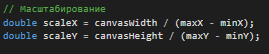 // Масштабирование
double scaleX = canvasWidth / (maxX - minX);
double scaleY = canvasHeight / (maxY - minY);